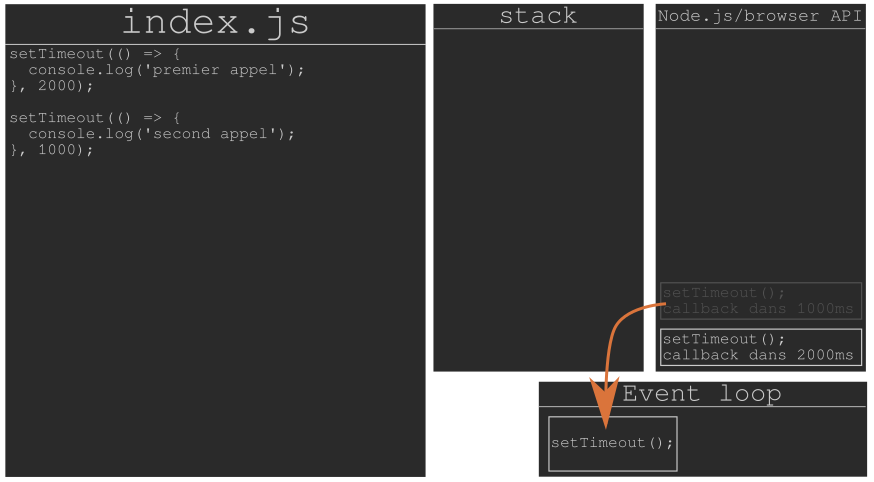 index.js
setTimeout(() => {
  console.log('premier appel');
}, 2000);
setTimeout(() => {
  console.log('second appel');
}, 1000);
stack
Node.js/browser API
setTimeout();
callback dans 1000ms
setTimeout();
callback dans 2000ms
Event loop
setTimeout();